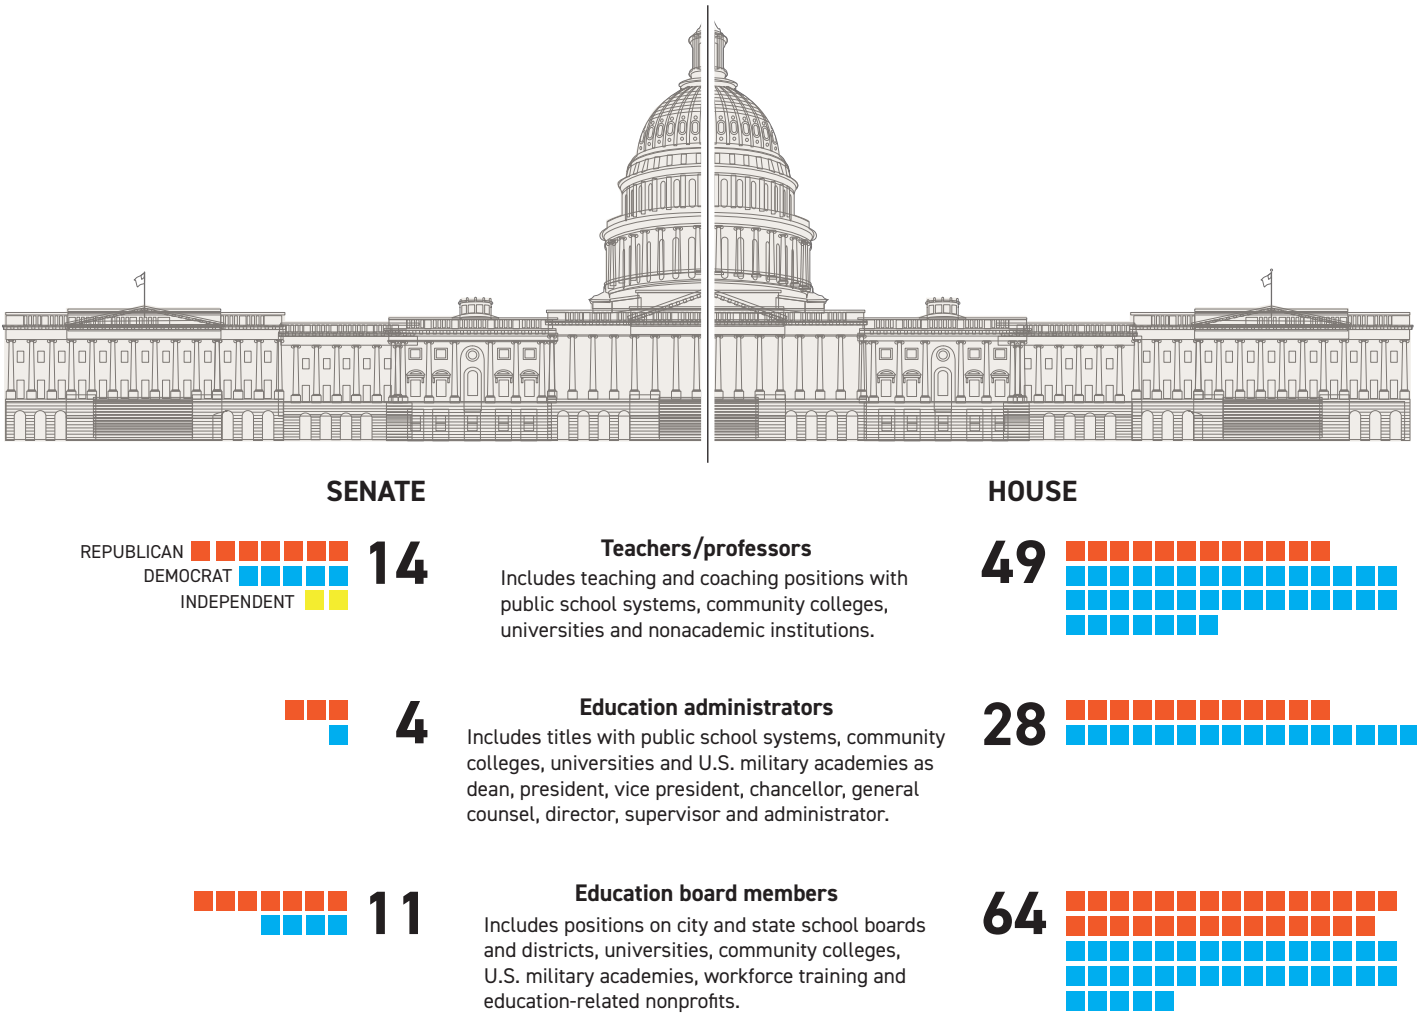 SENATE
HOUSE
REPUBLICAN
DEMOCRAT
INDEPENDENT
14
Teachers/professors
Includes teaching and coaching positions with
public school systems, community colleges,
universities and nonacademic institutions.
49
4
Education administrators
Includes titles with public school systems, community
colleges, universities and U.S. military academies as
dean, president, vice president, chancellor, general
counsel, director, supervisor and administrator.
28
11
Education board members
Includes positions on city and state school boards
and districts, universities, community colleges,
U.S. military academies, workforce training and
education-related nonprofits.
64